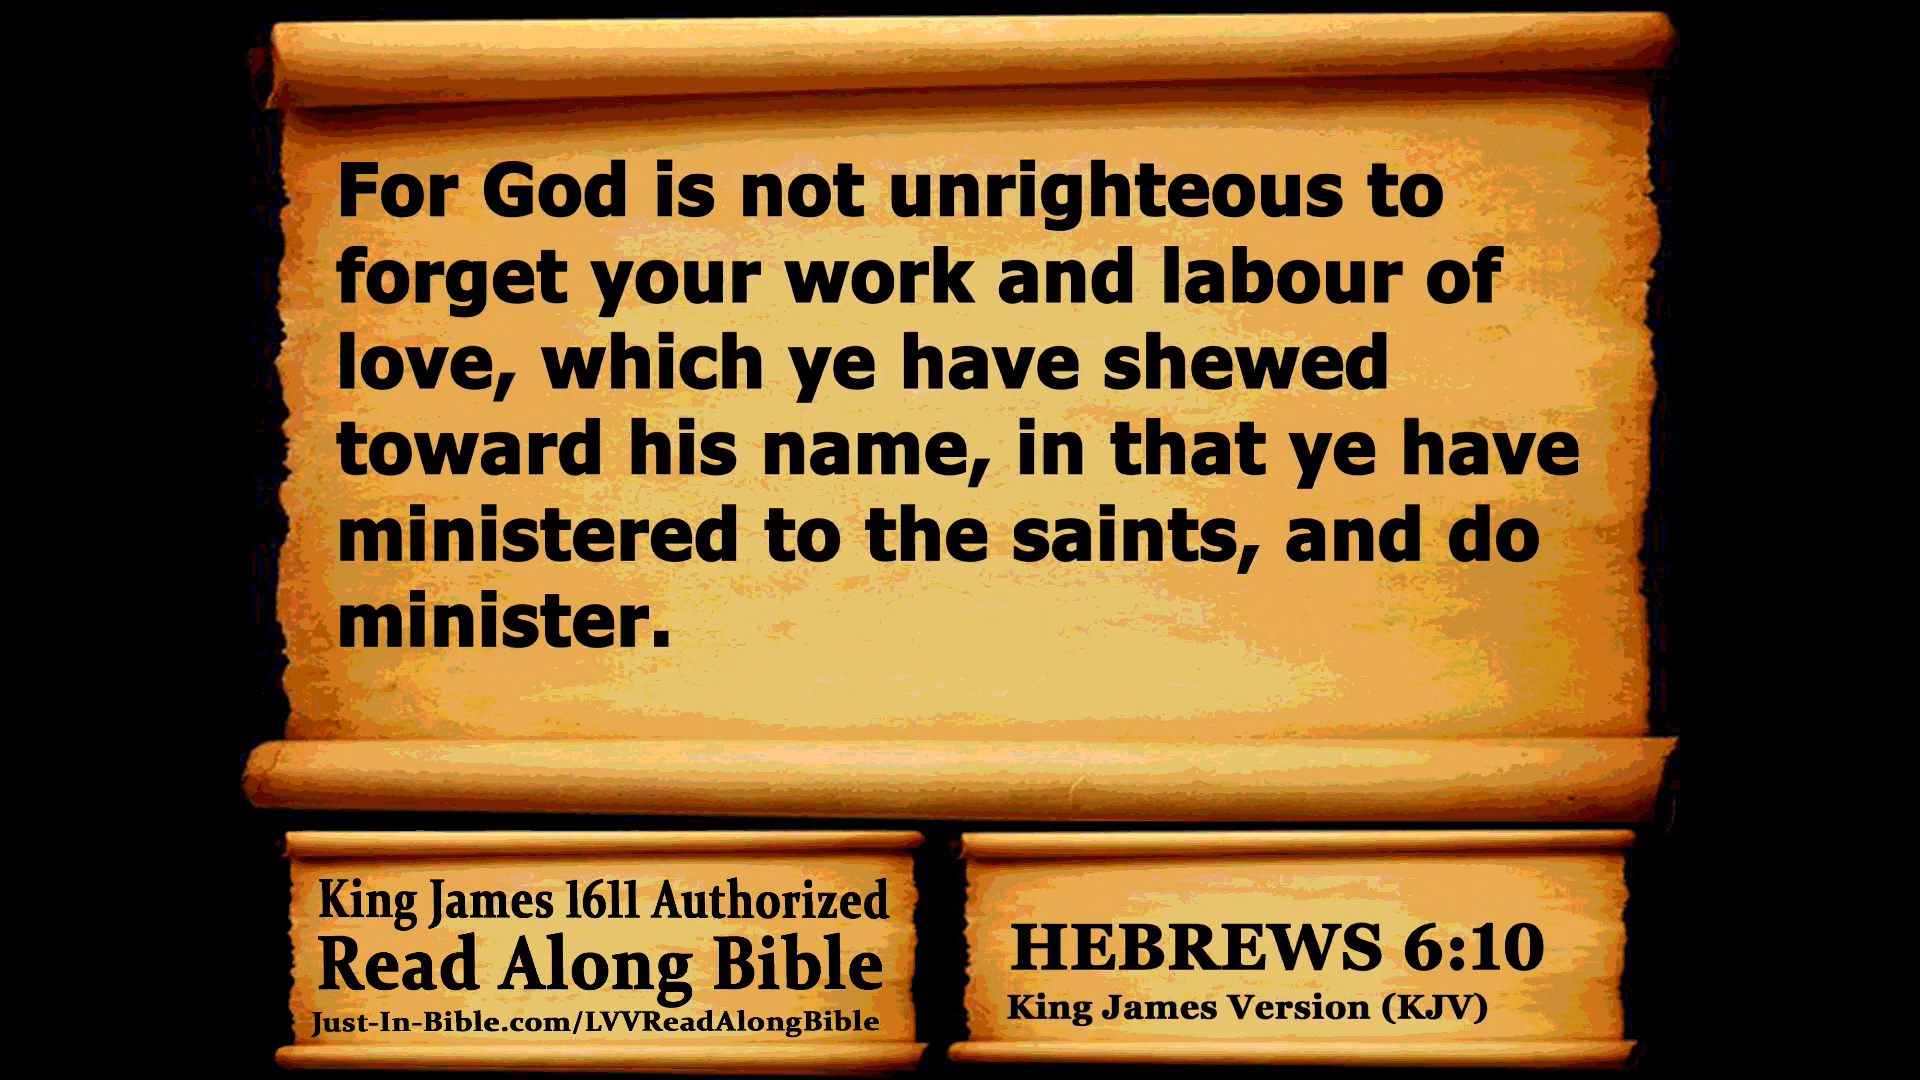 For God is not unrighteous to
forget your work and labour of
love, which ye have shewed
toward his name, in that ye have
ministered to the saints, and do
minister.
King James 1611 Authorized
Read Along Bible
Just-In-Bible.com/LVVReadAlongBible
HEBREWS 6:10
King James Version (KJV)